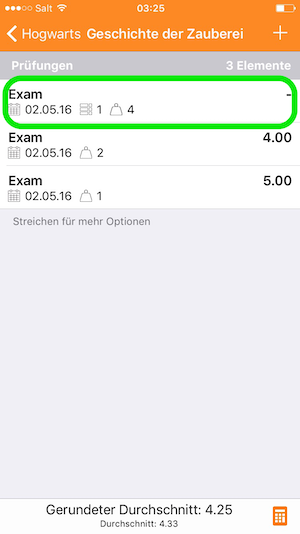 Salt 03:25
Hogwarts Geschichte der Zauberei +
Prüfungen 3 Elemente
Exam -
02.05.16 1 4
Exam 4.00
02.05.16 2
Exam 5.00
02.05.16 1
Streichen für mehr Optionen
Gerundeter Durchschnitt: 4.25
Durchschnitt: 4.33